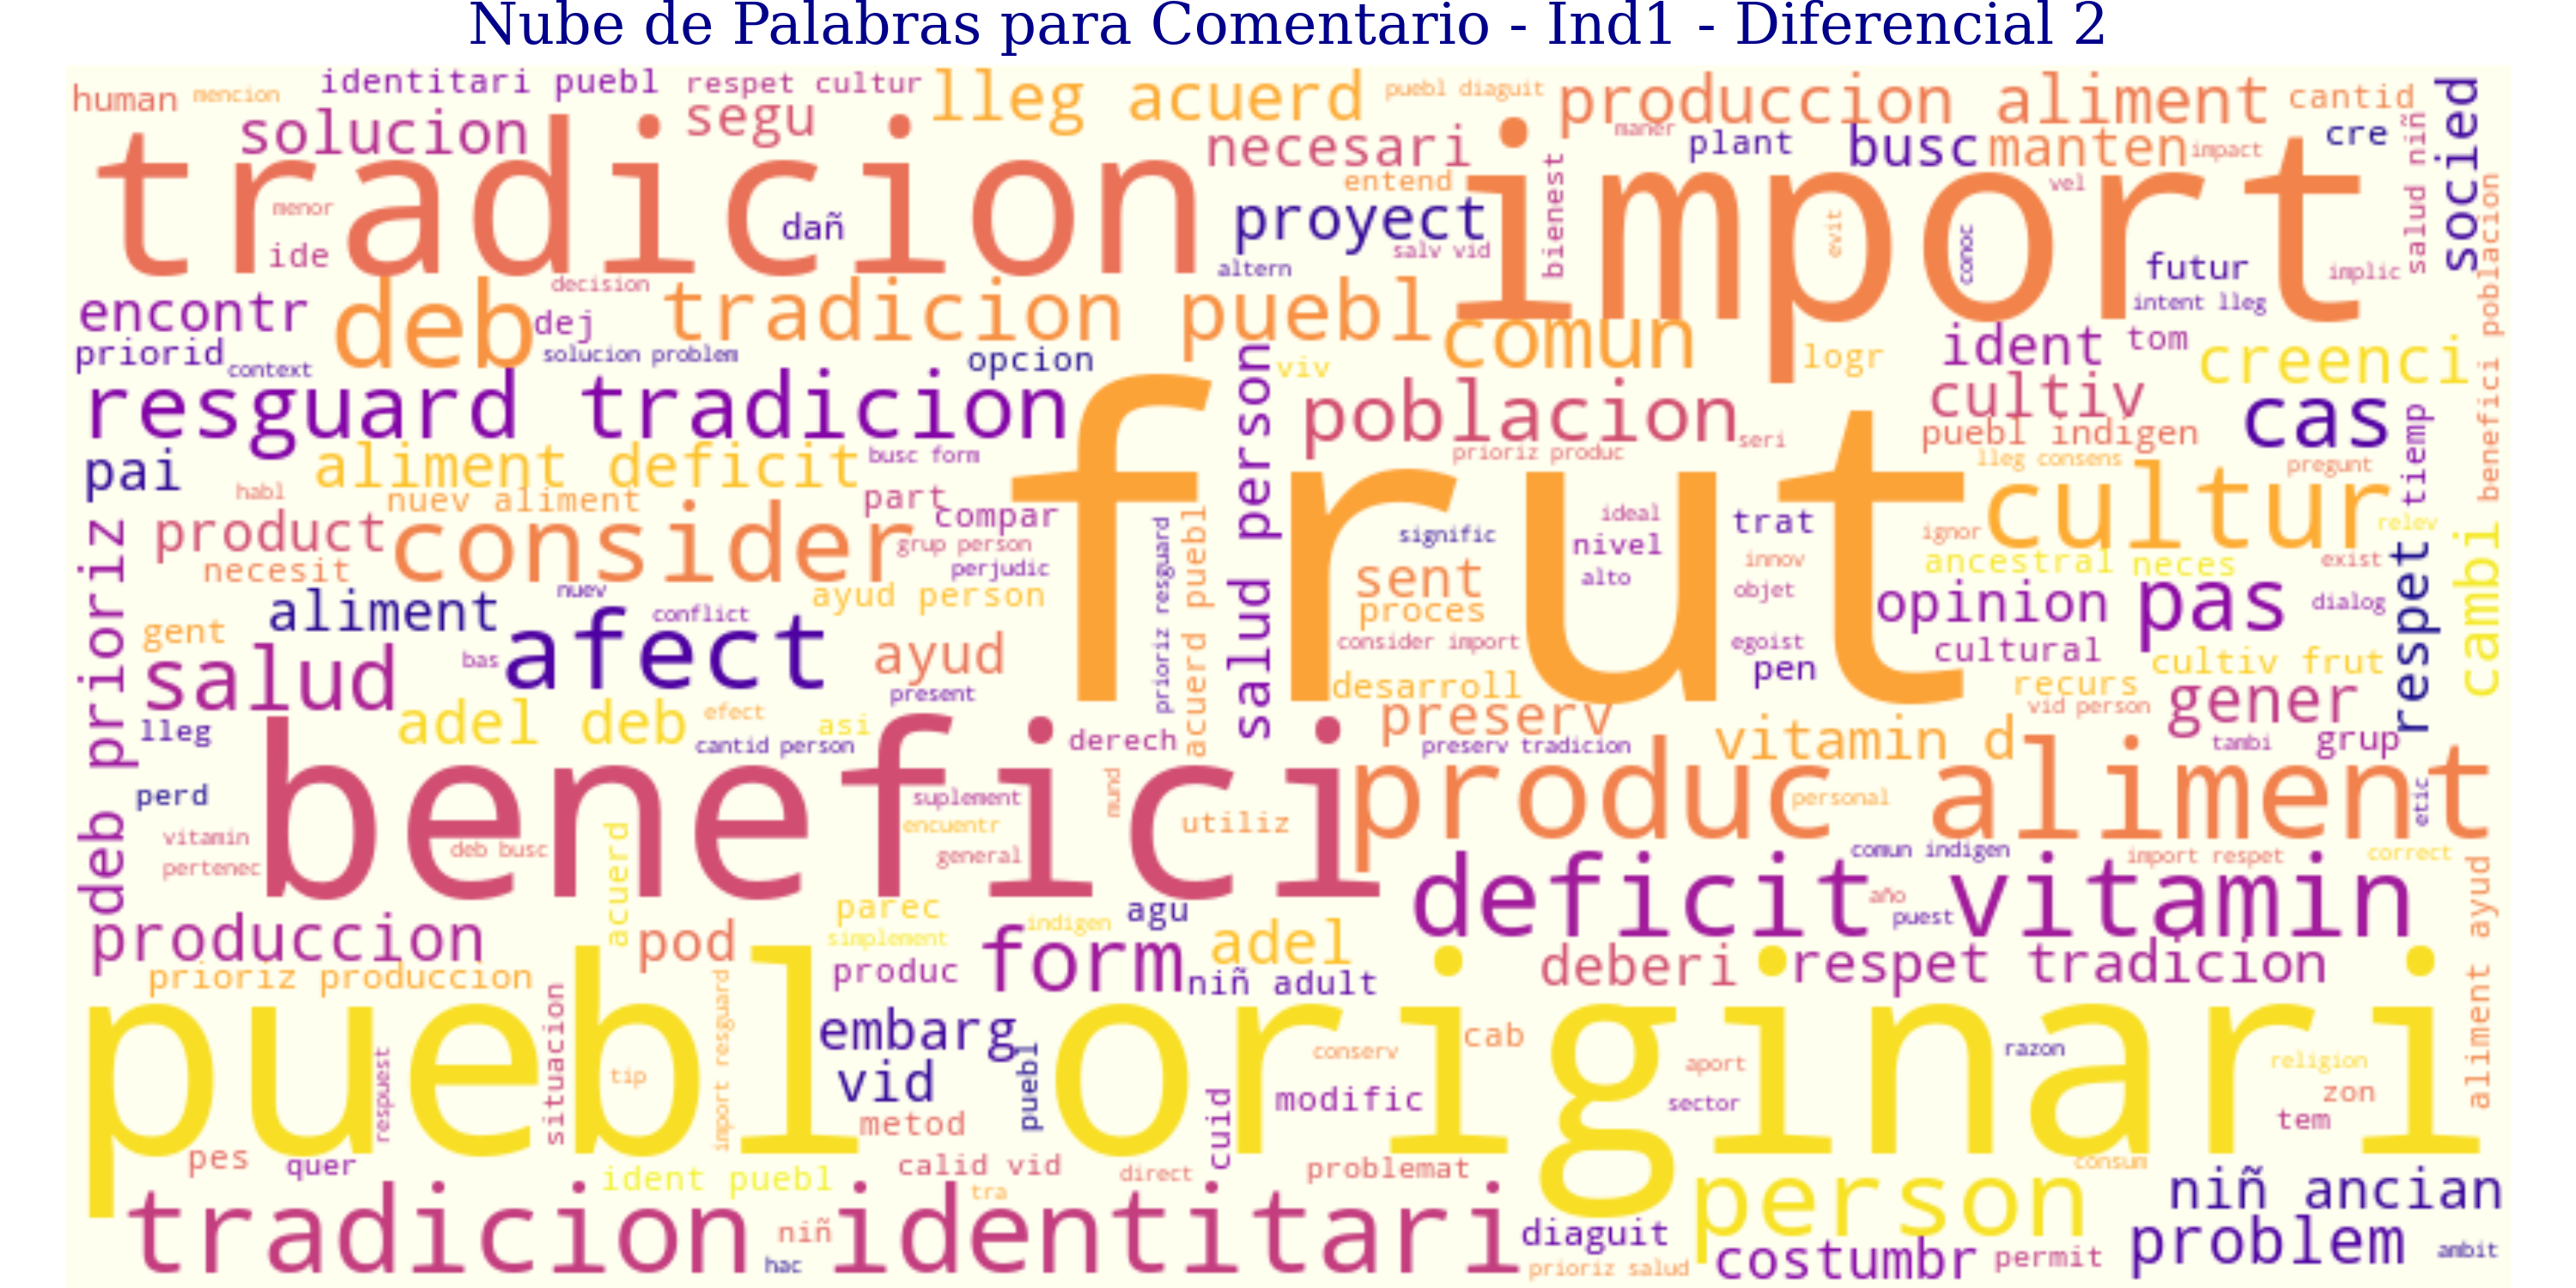 Nube de Palabras para Comentario - Ind1 - Diferencial 2
human
mencion
identitari puebl
respet cultur
lleg acuerd
puebl diaguit
produccion aliment
cantid
socied
solucion
segu
necesari
maner
plant
busc
manten
impact
cre
salud niñ
tradicion
import
menor
ide
dañ
proyect
entend
bienest
salv vid
altern
evit
conoc
vel
futur
implic
intent lleg
beneficі poblacion
encontr
deb
decision
dej
tradicion puebl
comun
ident
tom
creenci
priorid
context
solucion problem
opcion
viv
logr
resguard tradicion
salud person
poblacion
seri
cultiv
puebl indigen
cas
tiemp
pai
aliment deficit
busc form
frut
prioriz produc
lleg consens
pregunt
habl
nuev aliment
part
compar
cultur
relev
product
consider
grup person
signific
ideal
nivel
trat
ignor
necesit
perjudic
prioriz resguard
acuerd puebl
sent
alto
innov
ancestral
neces
exist
respet
cambi
deb prioriz
nuev
aliment
conflict
ayud person
proces
objet
opinion
pas
dialog
gent
afect
bas
ayud
consider import
egoist
cultural
cultiv frut
salud
present
desarroll
pen
recurs
vid person
gener
lleg
adel deb
efect
asi
cantid person
derech
preserv
preserv tradicion
vitamin d
tambi
grup
perd
benefici
suplement
mund
produc aliment
personal
etic
vitamin
encuentr
utiliz
pertenec
deb busc
general
acuerd
comun indigen
import respet
correct
deficit vitamin
año
puest
aliment ayud
produccion
pod
parec
indigen
agu
simplement
form
adel
deberi
respet tradicion
prioriz produccion
produc
niñ adult
puebl originari
situacion
import resguard
embarg
cab
conserv
razon
religion
respuest
tip
vid
puebl
aport
zon
modific
sector
metod
cuid
tem
pes
quer
ident puebl
calid vid
direct
problemat
consum
tra
person
niñ ancian
tradicion identitari
niñ
hac
diaguit
costumbr
permit
problem
ambit
prioriz salud